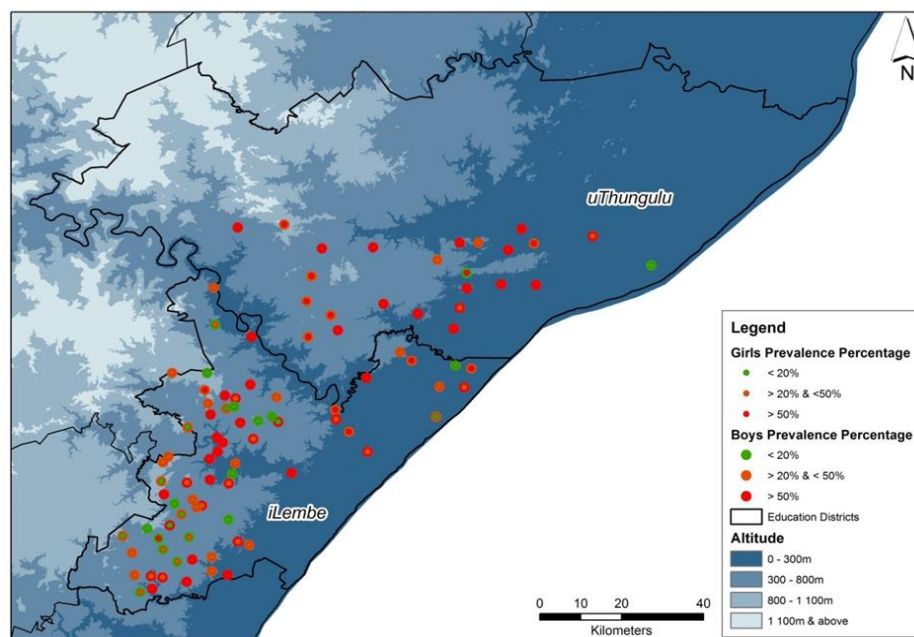 N
uThungulu
iLembe
Legend
Girls Prevalence Percentage
< 20%
> 20% & <50%
> 50%
Boys Prevalence Percentage
< 20%
> 20% & < 50%
> 50%
Education Districts
Altitude
0 - 300m
300 - 800m
800 - 1 100m
1 100m & above
0 10 20 40
Kilometers